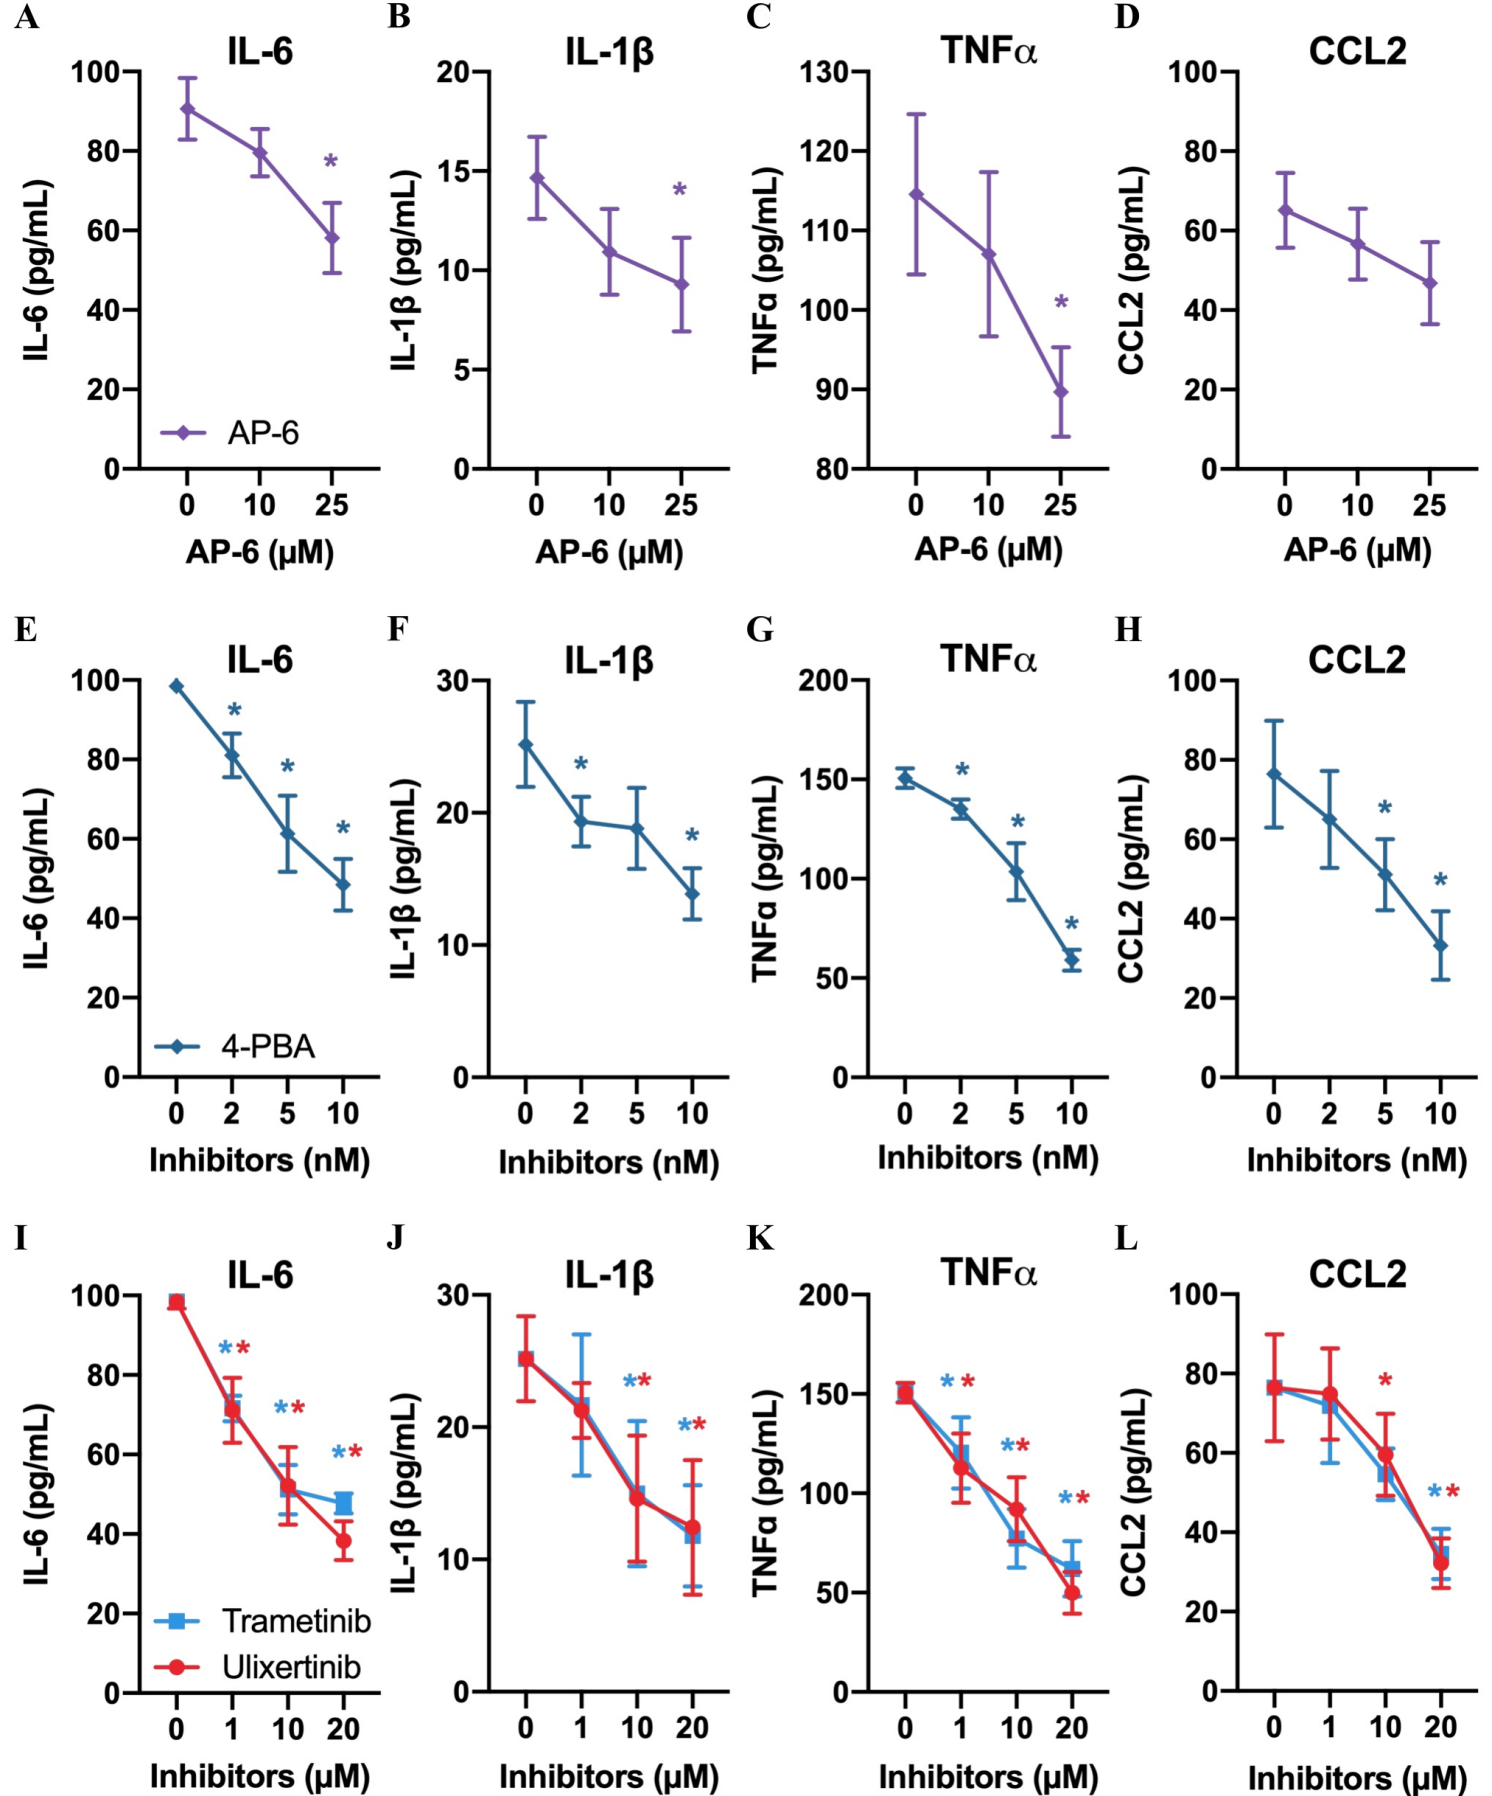 A
B
C
D
IL-6
IL-1β
TNFα
CCL2
IL-6 (pg/mL)
100
80
60
40
20
0
AP-6
0 10 25
AP-6 (µM)
*
IL-1β (pg/mL)
20
15
10
5
0
0 10 25
AP-6 (µM)
*
TNFα (pg/mL)
130
120
110
100
90
80
0 10 25
AP-6 (µM)
*
CCL2 (pg/mL)
100
80
60
40
20
0
0 10 25
AP-6 (µM)
E
F
G
H
IL-6
IL-1β
TNFα
CCL2
IL-6 (pg/mL)
100
80
60
40
20
0
* * *
4-PBA
0 2 5 10
Inhibitors (nM)
IL-1β (pg/mL)
30
20
10
0
* *
0 2 5 10
Inhibitors (nM)
TNFα (pg/mL)
200
150
100
50
0
* * *
0 2 5 10
Inhibitors (nM)
CCL2 (pg/mL)
100
80
60
40
20
0
* *
0 2 5 10
Inhibitors (nM)
I
J
K
L
IL-6
IL-1β
TNFα
CCL2
IL-6 (pg/mL)
100
80
60
40
20
0
** ** **
Trametinib
Ulixertinib
0 1 10 20
Inhibitors (µM)
IL-1β (pg/mL)
30
20
10
0
** **
0 1 10 20
Inhibitors (µM)
TNFα (pg/mL)
200
150
100
50
0
** ** **
0 1 10 20
Inhibitors (µM)
CCL2 (pg/mL)
100
80
60
40
20
0
* **
0 1 10 20
Inhibitors (µM)